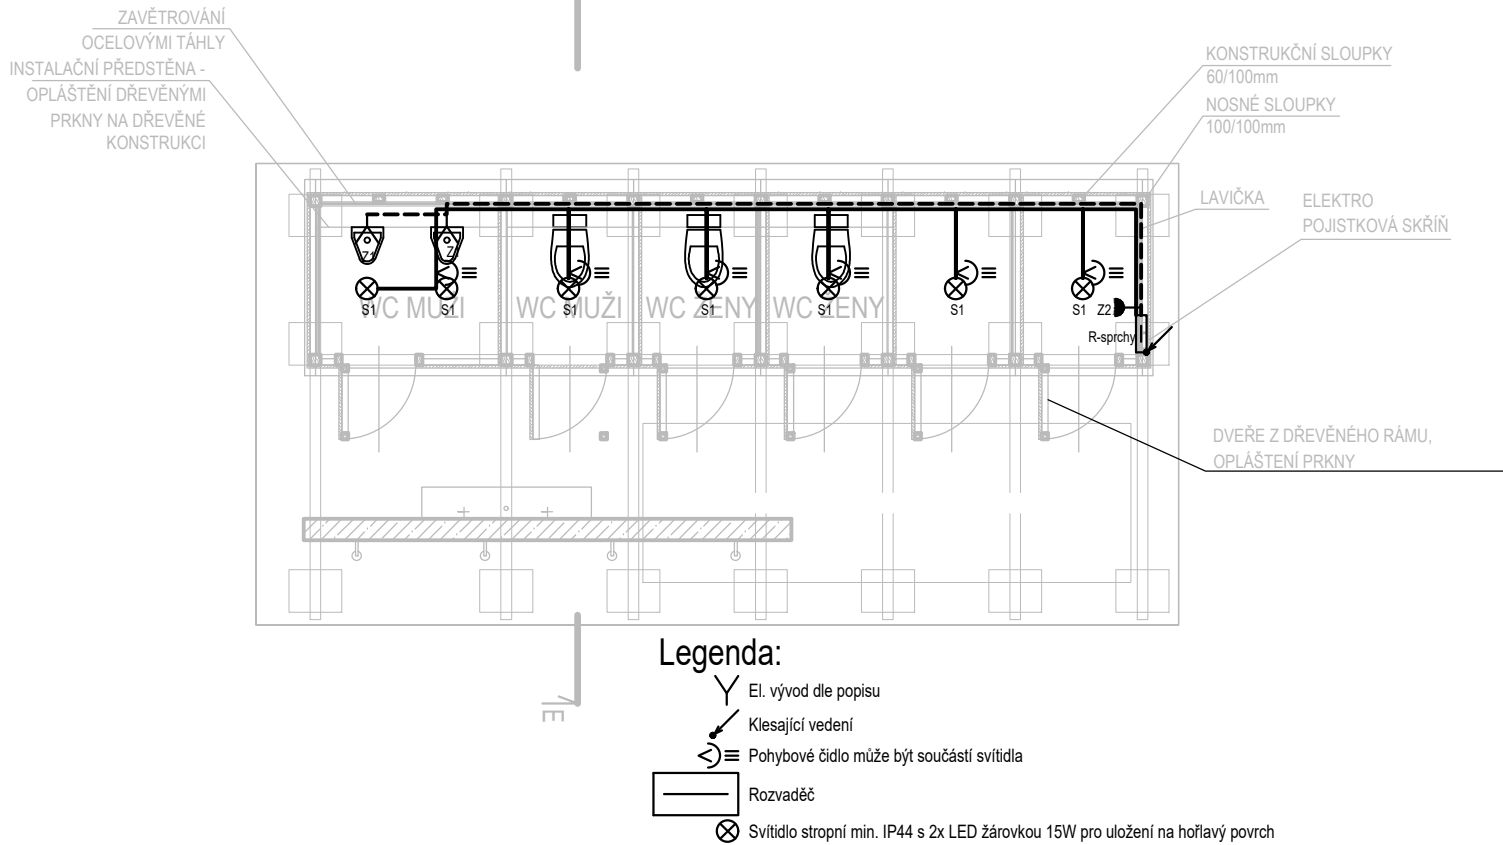 ZAVĚTROVÁNÍ
OCELOVÝMI TÁHLY
INSTALAČNÍ PŘEDSTĚNA -
OPLÁŠTĚNÍ DŘEVĚNÝMI
PRKNY NA DŘEVĚNÉ
KONSTRUKCI
KONSTRUKČNÍ SLOUPKY
60/100mm
NOSNÉ SLOUPKY
100/100mm
LAVIČKA
ELEKTRO
POJISTKOVÁ SKŘÍŇ
Z1
S1
S1
S1
S1
S1
S1
S1
Z2
WC MUŽI
WC MUŽI
WC ŽENY
WC ŽENY
R-sprchy
DVEŘE Z DŘEVĚNÉHO RÁMU,
OPLÁŠTENÍ PRKNY
Legenda:
El. vývod dle popisu
Klesající vedení
Pohybové čidlo může být součástí svítidla
Rozvaděč
Svítidlo stropní min. IP44 s 2x LED žárovkou 15W pro uložení na hořlavý povrch